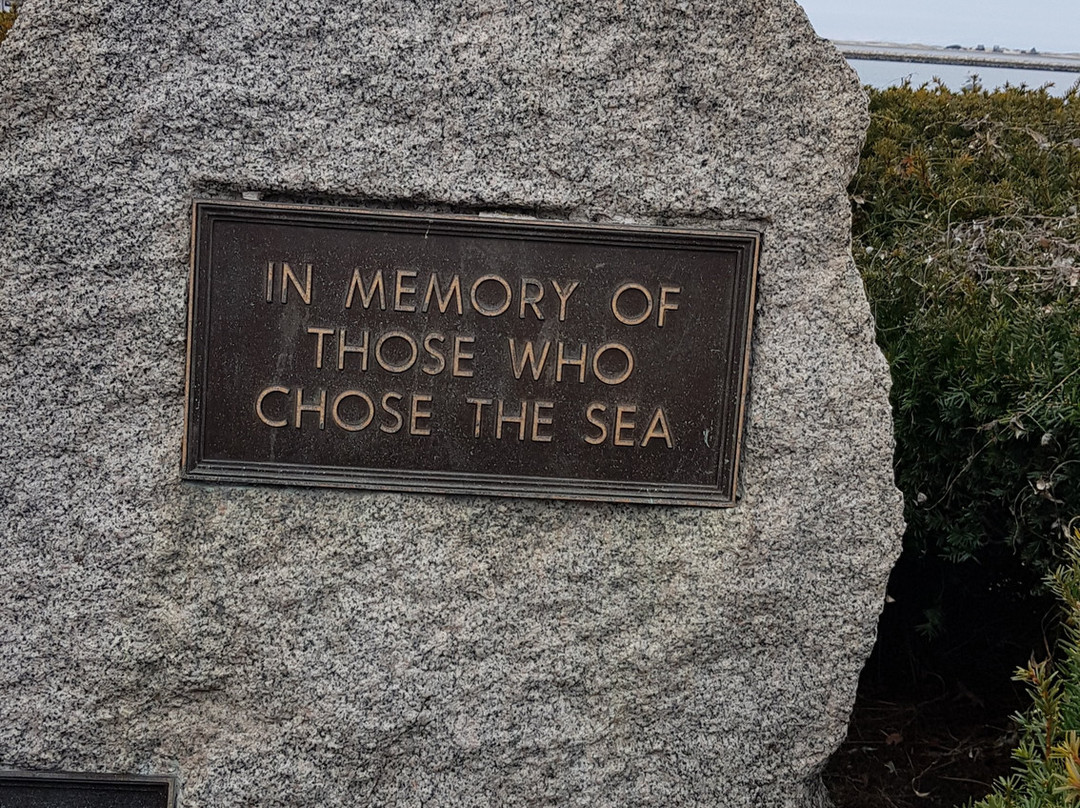 IN MEMORY OF
THOSE WHO
CHOSE THE SEA